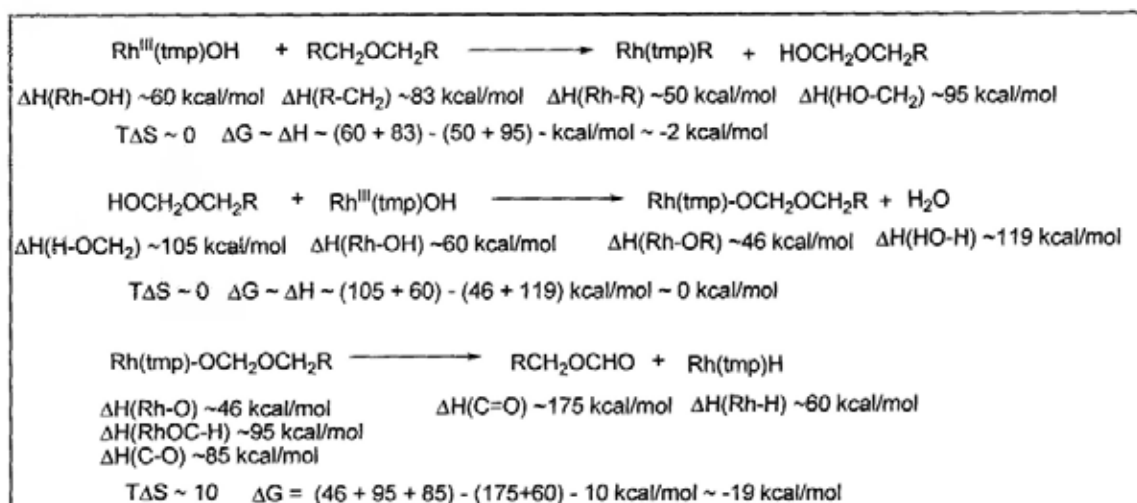 Rh^III(tmp)OH + RCH₂OCH₂R ⟶ Rh(tmp)R + HOCH₂OCH₂R
ΔH(Rh-OH) ~60 kcal/mol ΔH(R-CH₂) ~83 kcal/mol ΔH(Rh-R) ~50 kcal/mol ΔH(HO-CH₂) ~95 kcal/mol
TΔS ~ 0 ΔG ~ ΔH ~ (60 + 83) - (50 + 95) - kcal/mol ~ -2 kcal/mol
HOCH₂OCH₂R + Rh^III(tmp)OH ⟶ Rh(tmp)-OCH₂OCH₂R + H₂O
ΔH(H-OCH₂) ~105 kcal/mol ΔH(Rh-OH) ~60 kcal/mol ΔH(Rh-OR) ~46 kcal/mol ΔH(HO-H) ~119 kcal/mol
TΔS ~ 0 ΔG ~ ΔH ~ (105 + 60) - (46 + 119) kcal/mol ~ 0 kcal/mol
Rh(tmp)-OCH₂OCH₂R ⟶ RCH₂OCHO + Rh(tmp)H
ΔH(Rh-O) ~46 kcal/mol ΔH(C=O) ~175 kcal/mol ΔH(Rh-H) ~60 kcal/mol
ΔH(RhOC-H) ~95 kcal/mol
ΔH(C-O) ~85 kcal/mol
TΔS ~ 10 ΔG = (46 + 95 + 85) - (175+60) - 10 kcal/mol ~ -19 kcal/mol